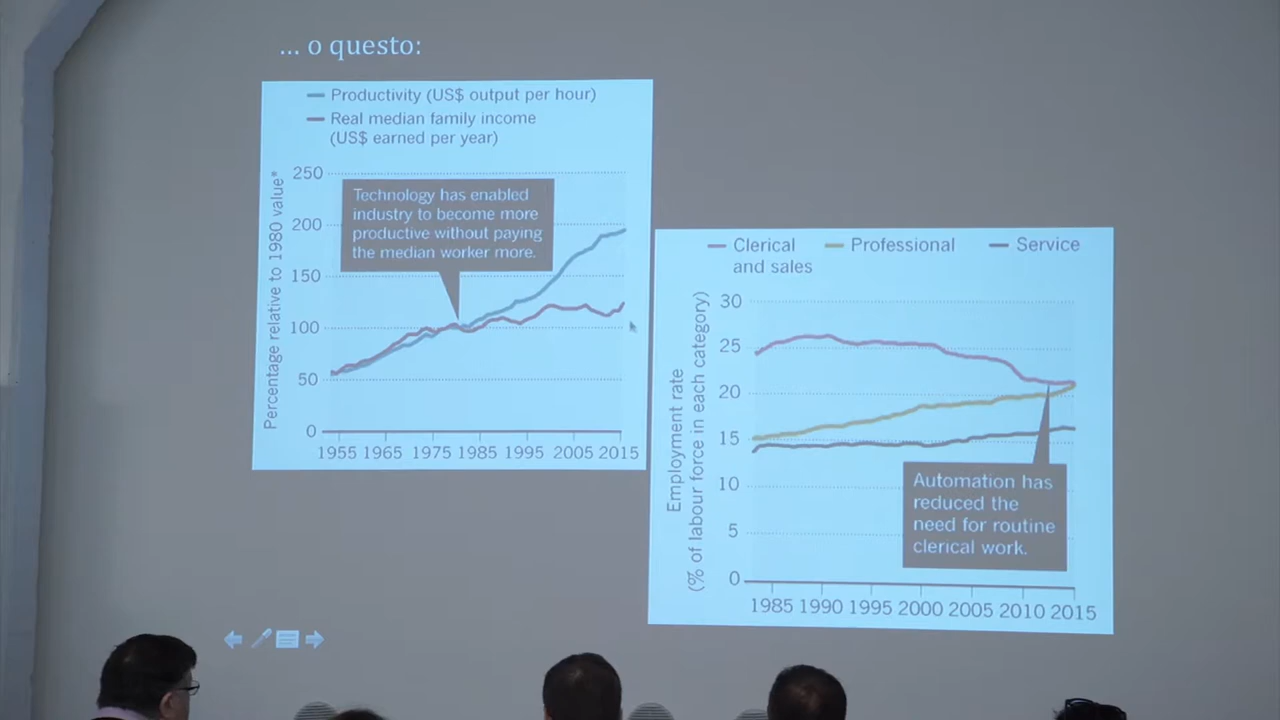 ... o questo:
Productivity (US$ output per hour)
Real median family income
(US$ earned per year)
Percentage relative to 1980 value*
250
200
150
100
50
0
Technology has enabled
industry to become more
productive without paying
the median worker more.
1955 1965 1975 1985 1995 2005 2015
Clerical
and sales
Professional
Service
Employment rate
(% of labour force in each category)
30
25
20
15
10
5
0
Automation has
reduced the
need for routine
clerical work.
1985 1990 1995 2000 2005 2010 2015